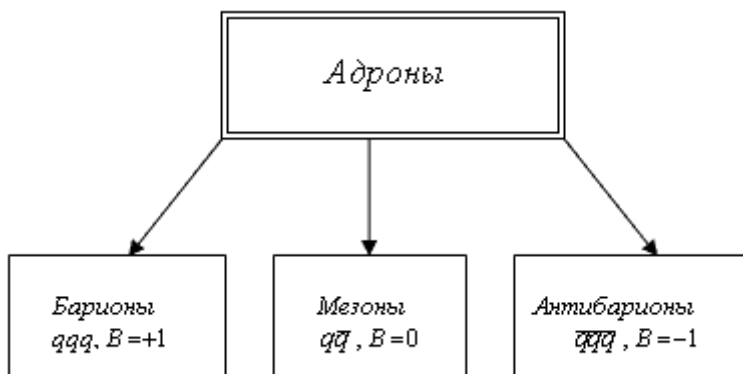 Адроны
Барионы
qqq, B=+1
Мезоны
qq̅, B=0
Антибарионы
q̅q̅q̅, B=−1